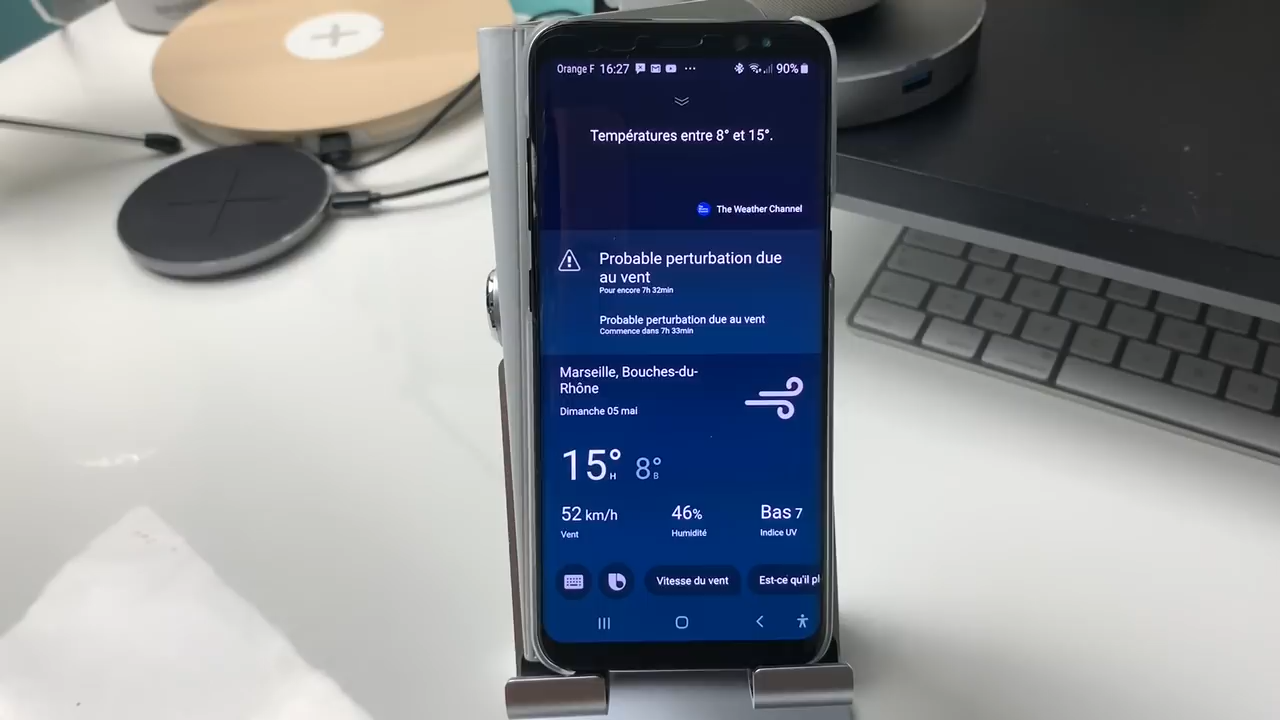 Orange F 16:27 90%
Températures entre 8° et 15°.
The Weather Channel
Probable perturbation due
au vent
Pour encore 7h 32min
Probable perturbation due au vent
Commence dans 7h 33min
Marseille, Bouches-du-
Rhône
Dimanche 05 mai
15° H 8° B
52 km/h 46% Bas 7
Vent Humidité Indice UV
Vitesse du vent Est-ce qu'il pl